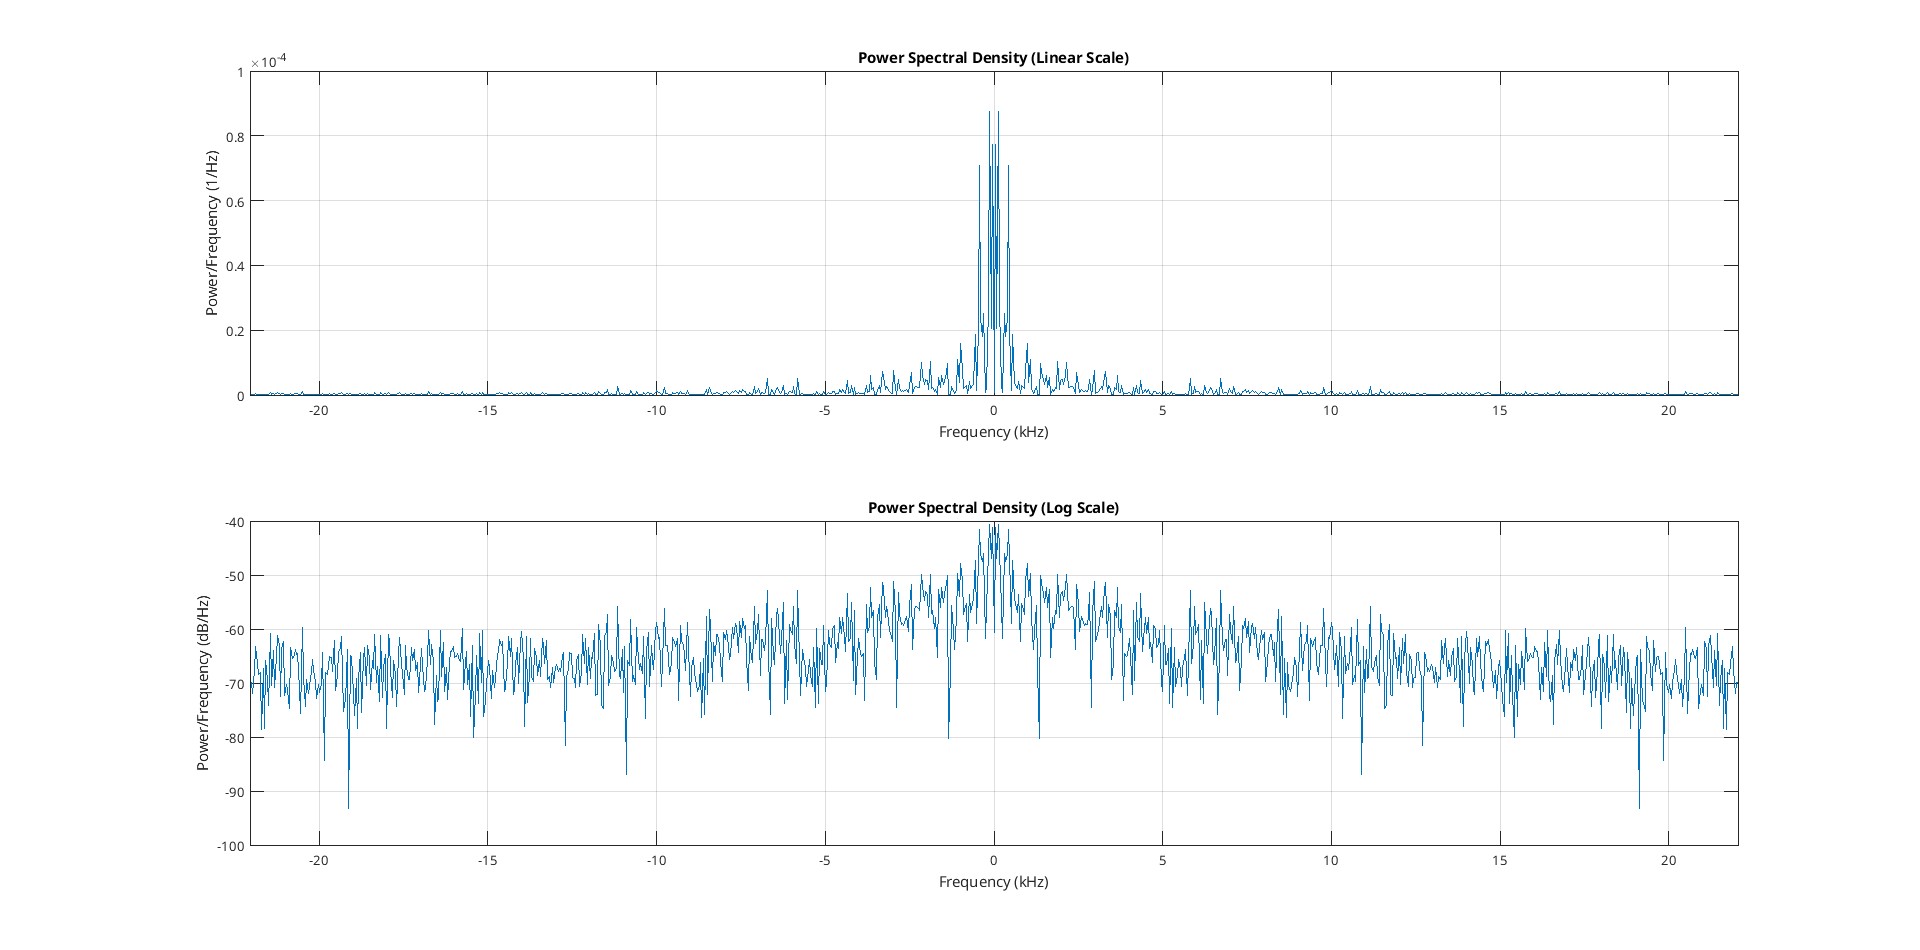 Power Spectral Density (Linear Scale)
×10⁻⁴
1
0.8
0.6
0.4
0.2
0
Power/Frequency (1/Hz)
-20 -15 -10 -5 0 5 10 15 20
Frequency (kHz)
Power Spectral Density (Log Scale)
-40
-50
-60
-70
-80
-90
-100
Power/Frequency (dB/Hz)
-20 -15 -10 -5 0 5 10 15 20
Frequency (kHz)